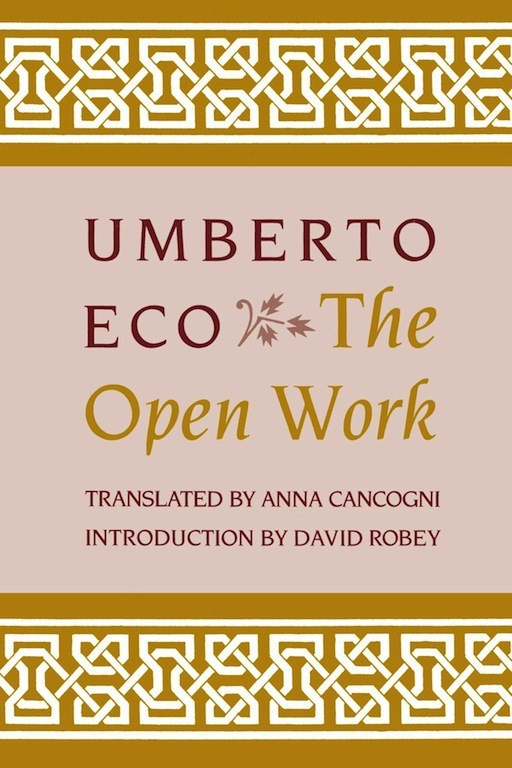 UMBERTO
ECO The
Open Work
TRANSLATED BY ANNA CANCOGNI
INTRODUCTION BY DAVID ROBEY